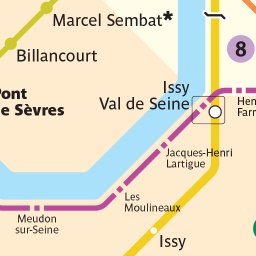 Marcel Sembat*
Billancourt
8
Pont
de Sèvres
Issy
Val de Seine
Hen
Farm
Jacques-Henri
Lartigue
Les
Moulineaux
Meudon
sur-Seine
Issy